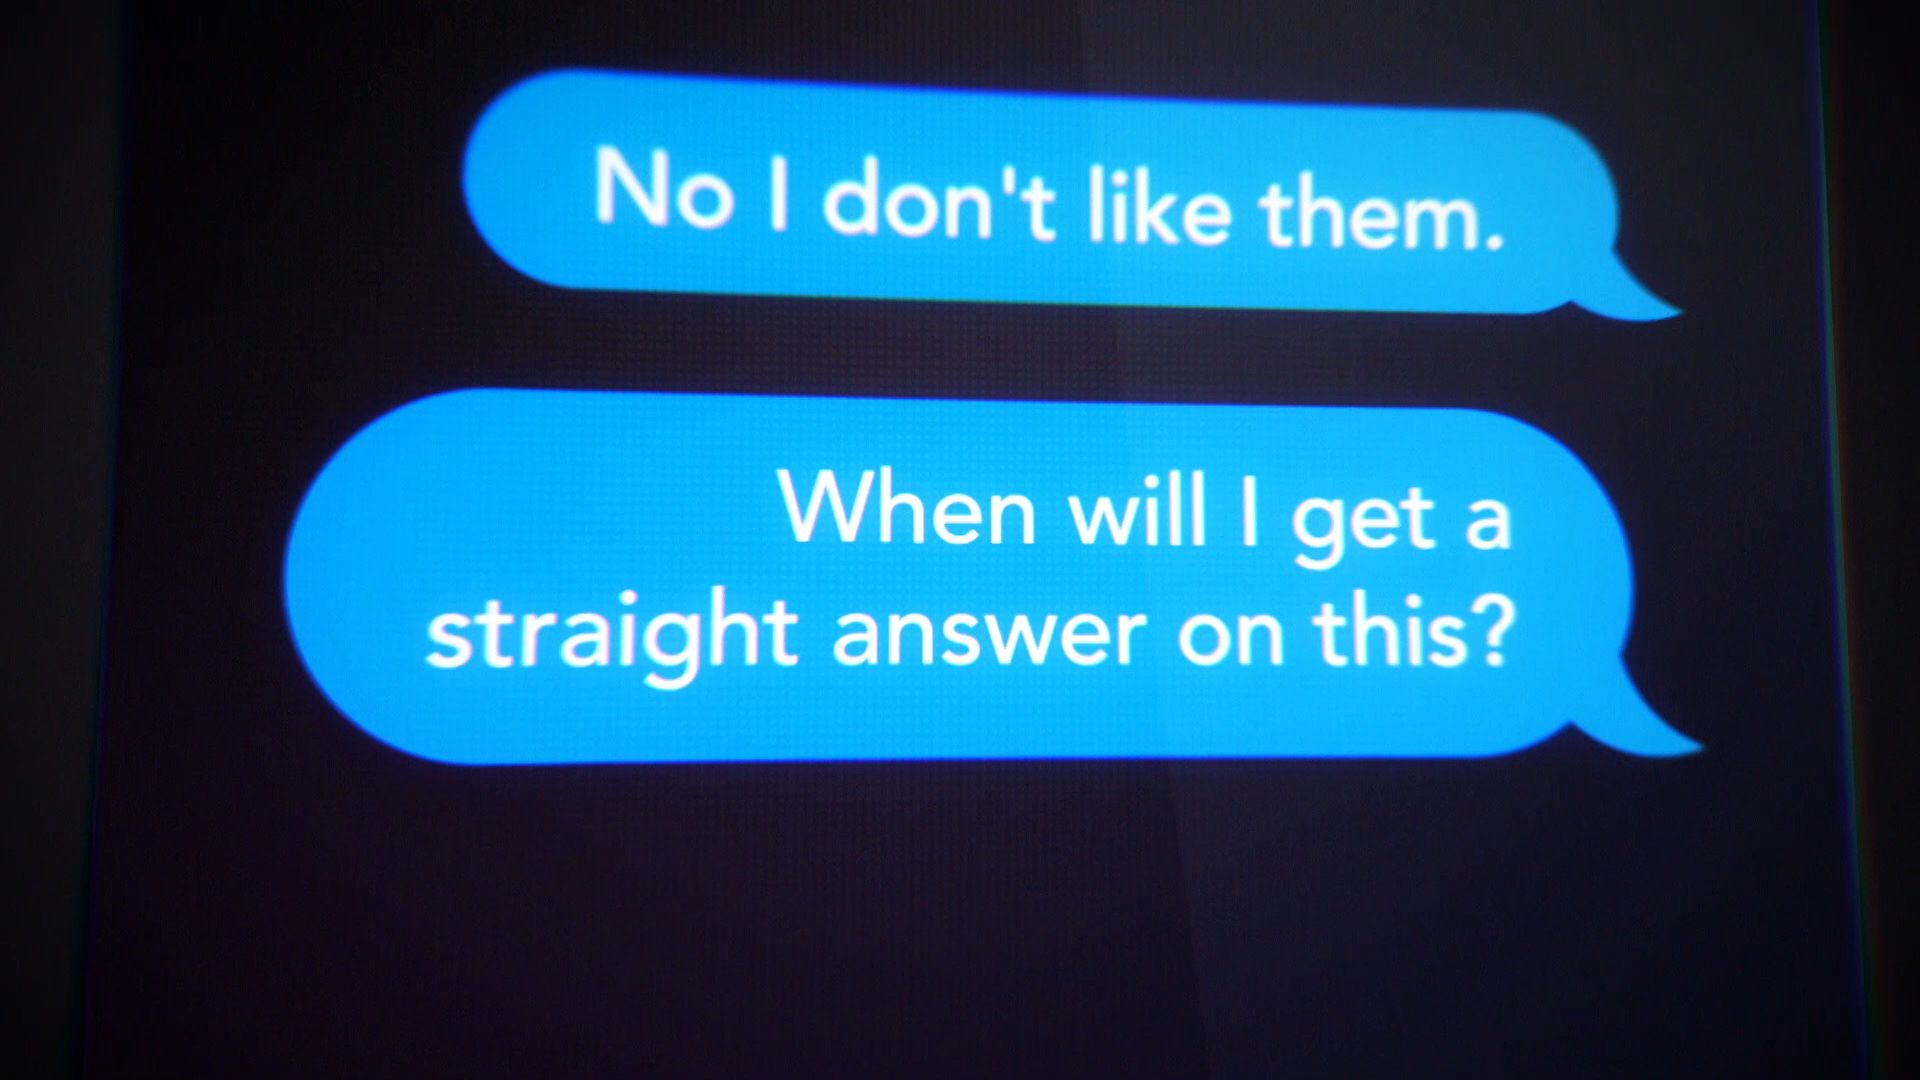 No I don't like them.
When will I get a
straight answer on this?